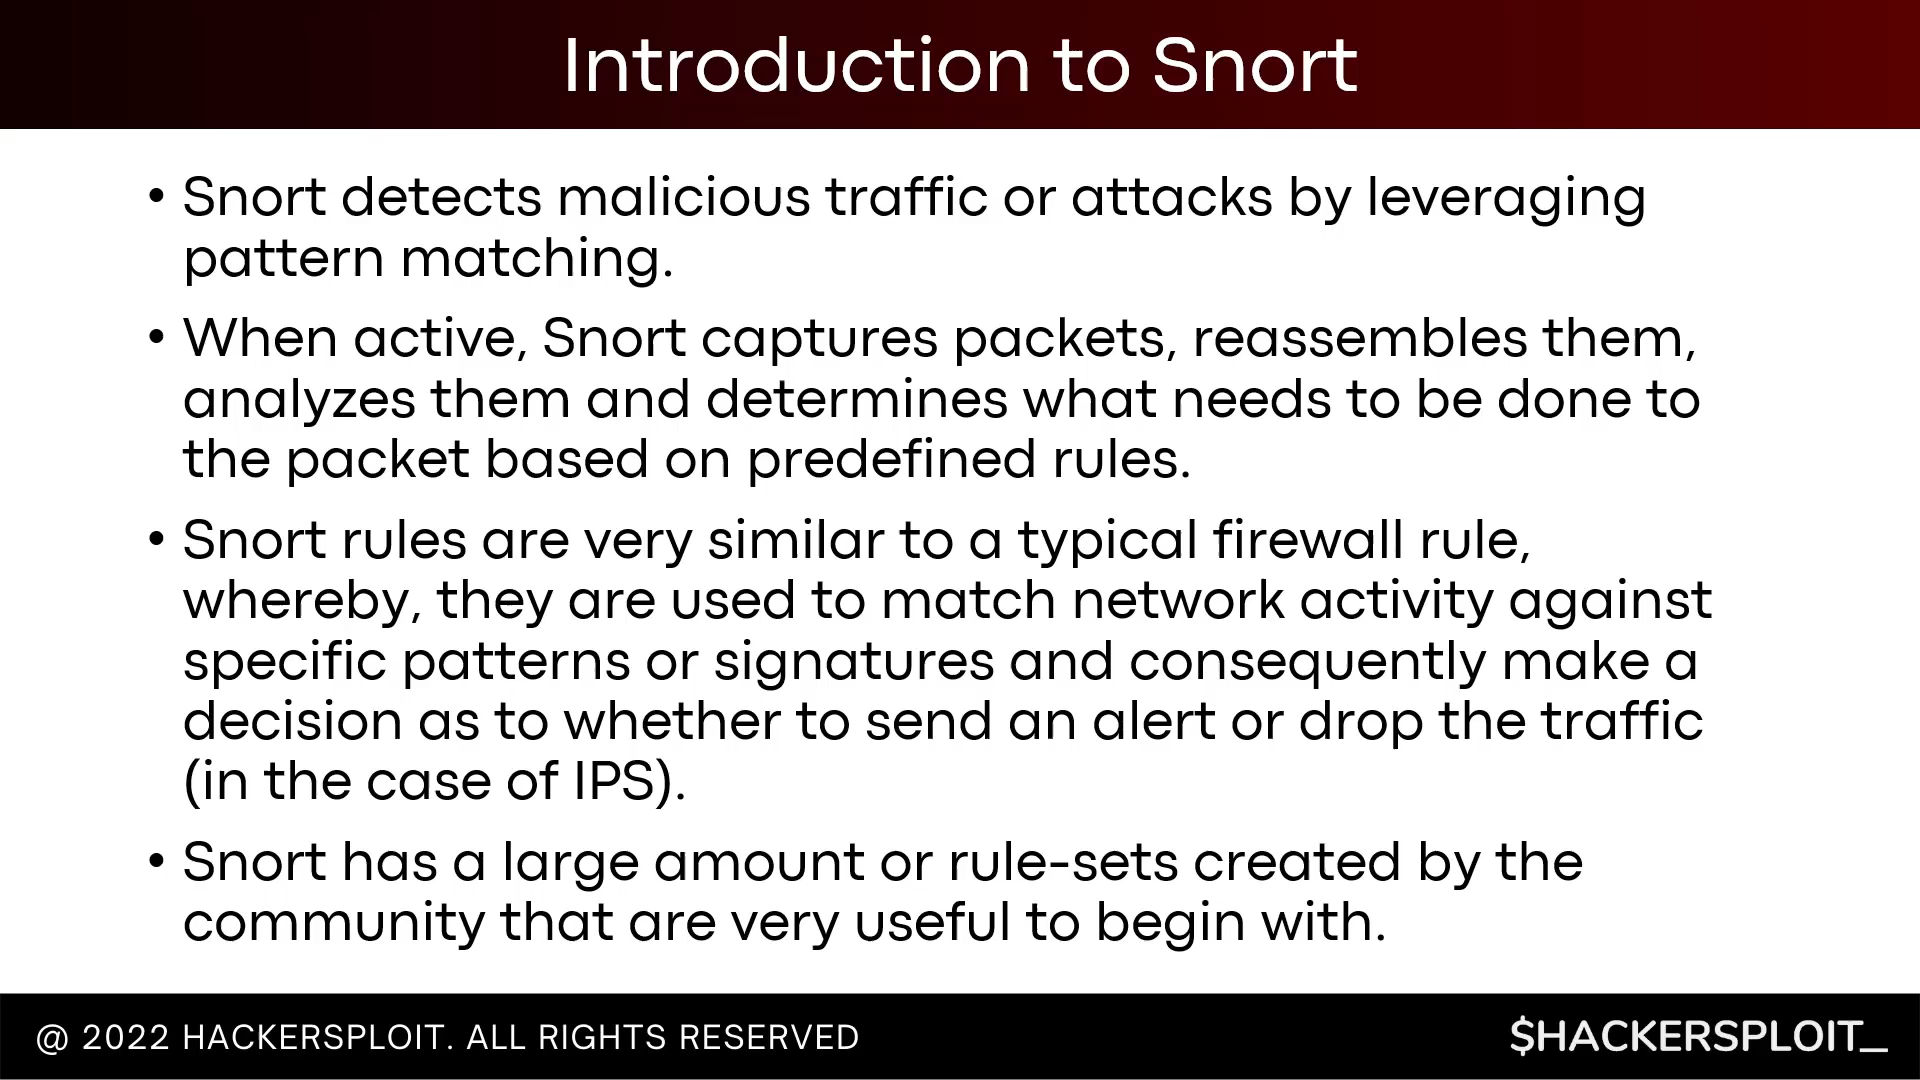 Introduction to Snort
• Snort detects malicious traffic or attacks by leveraging
pattern matching.
• When active, Snort captures packets, reassembles them,
analyzes them and determines what needs to be done to
the packet based on predefined rules.
• Snort rules are very similar to a typical firewall rule,
whereby, they are used to match network activity against
specific patterns or signatures and consequently make a
decision as to whether to send an alert or drop the traffic
(in the case of IPS).
• Snort has a large amount or rule-sets created by the
community that are very useful to begin with.
@ 2022 HACKERSPLOIT. ALL RIGHTS RESERVED
$HACKERSPLOIT_